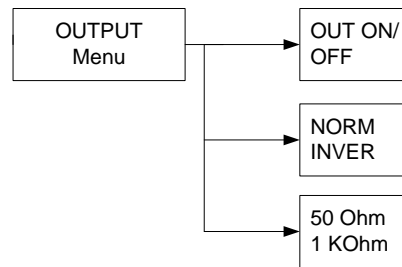 OUTPUT
Menu
OUT ON/
OFF
NORM
INVER
50 Ohm
1 KOhm